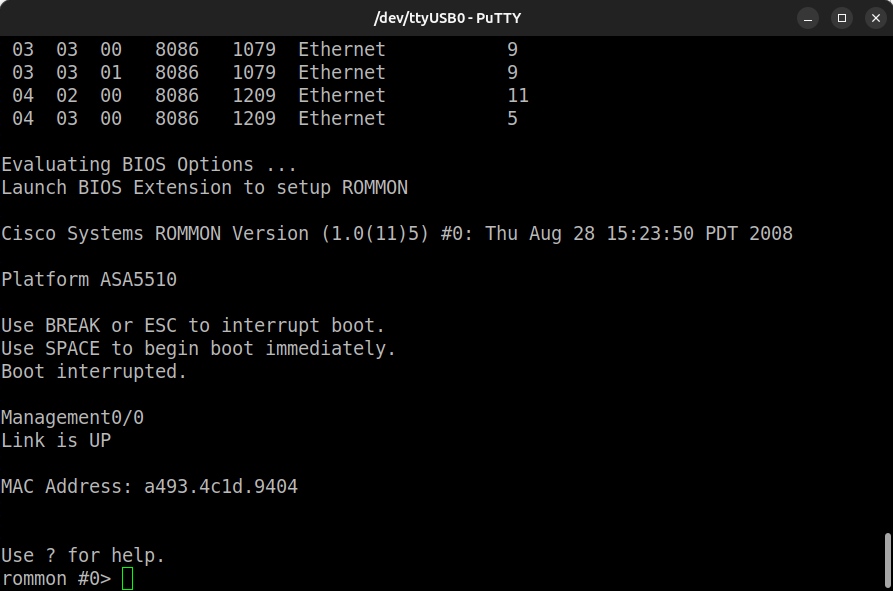 /dev/ttyUSB0 - PuTTY
03 03 00 8086 1079 Ethernet 9
03 03 01 8086 1079 Ethernet 9
04 02 00 8086 1209 Ethernet 11
04 03 00 8086 1209 Ethernet 5
Evaluating BIOS Options ...
Launch BIOS Extension to setup ROMMON
Cisco Systems ROMMON Version (1.0(11)5) #0: Thu Aug 28 15:23:50 PDT 2008
Platform ASA5510
Use BREAK or ESC to interrupt boot.
Use SPACE to begin boot immediately.
Boot interrupted.
Management0/0
Link is UP
MAC Address: a493.4c1d.9404
Use ? for help.
rommon #0>